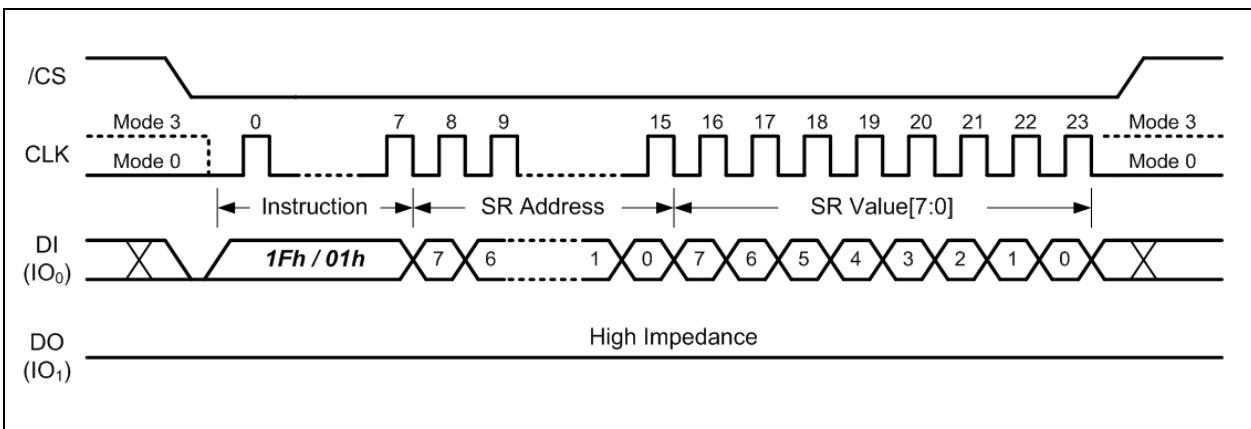 /CS
Mode 3 0 7 8 9 15 16 17 18 19 20 21 22 23 Mode 3
CLK
Mode 0 Mode 0
Instruction SR Address SR Value[7:0]
DI
(IO₀)
1Fh / 01h 7 6 1 0 7 6 5 4 3 2 1 0
High Impedance
DO
(IO₁)